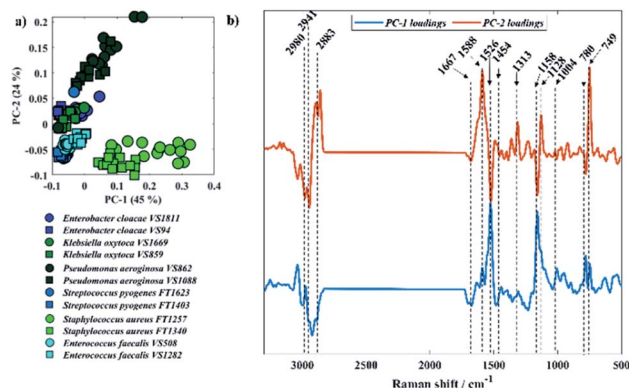 a)
PC-2 (24 %)
0.2
0.15
0.1
0.05
0
-0.05
-0.1
-0.1 0 0.1 0.2 0.3 0.4
PC-1 (45 %)
Enterobacter cloacae VS1811
Enterobacter cloacae VS94
Klebsiella oxytoca VS1669
Klebsiella oxytoca VS859
Pseudomonas aeroginosa VS862
Pseudomonas aeroginosa VS1088
Streptococcus pyogenes FT1623
Streptococcus pyogenes FT1403
Staphylococcus aureus FT1257
Staphylococcus aureus FT1340
Enterococcus faecalis VS508
Enterococcus faecalis VS1282
b)
PC-1 loadings PC-2 loadings
2980 2941 2883 1667 1588 1526 1454 1313 1158 1128 1004 780 749
3000 2500 2000 1500 1000 500
Raman shift / cm⁻¹